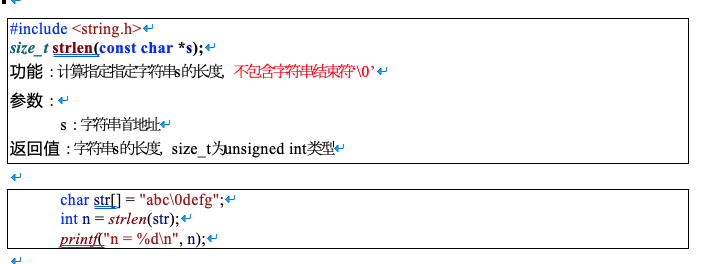 #include <string.h>
size_t strlen(const char *s);
功能：计算指定指定字符串s的长度，不包含字符串结束符‘\0’
参数：
s：字符串首地址
返回值：字符串s的长度，size_t为unsigned int类型
char str[] = "abc\0defg";
int n = strlen(str);
printf("n = %d\n", n);